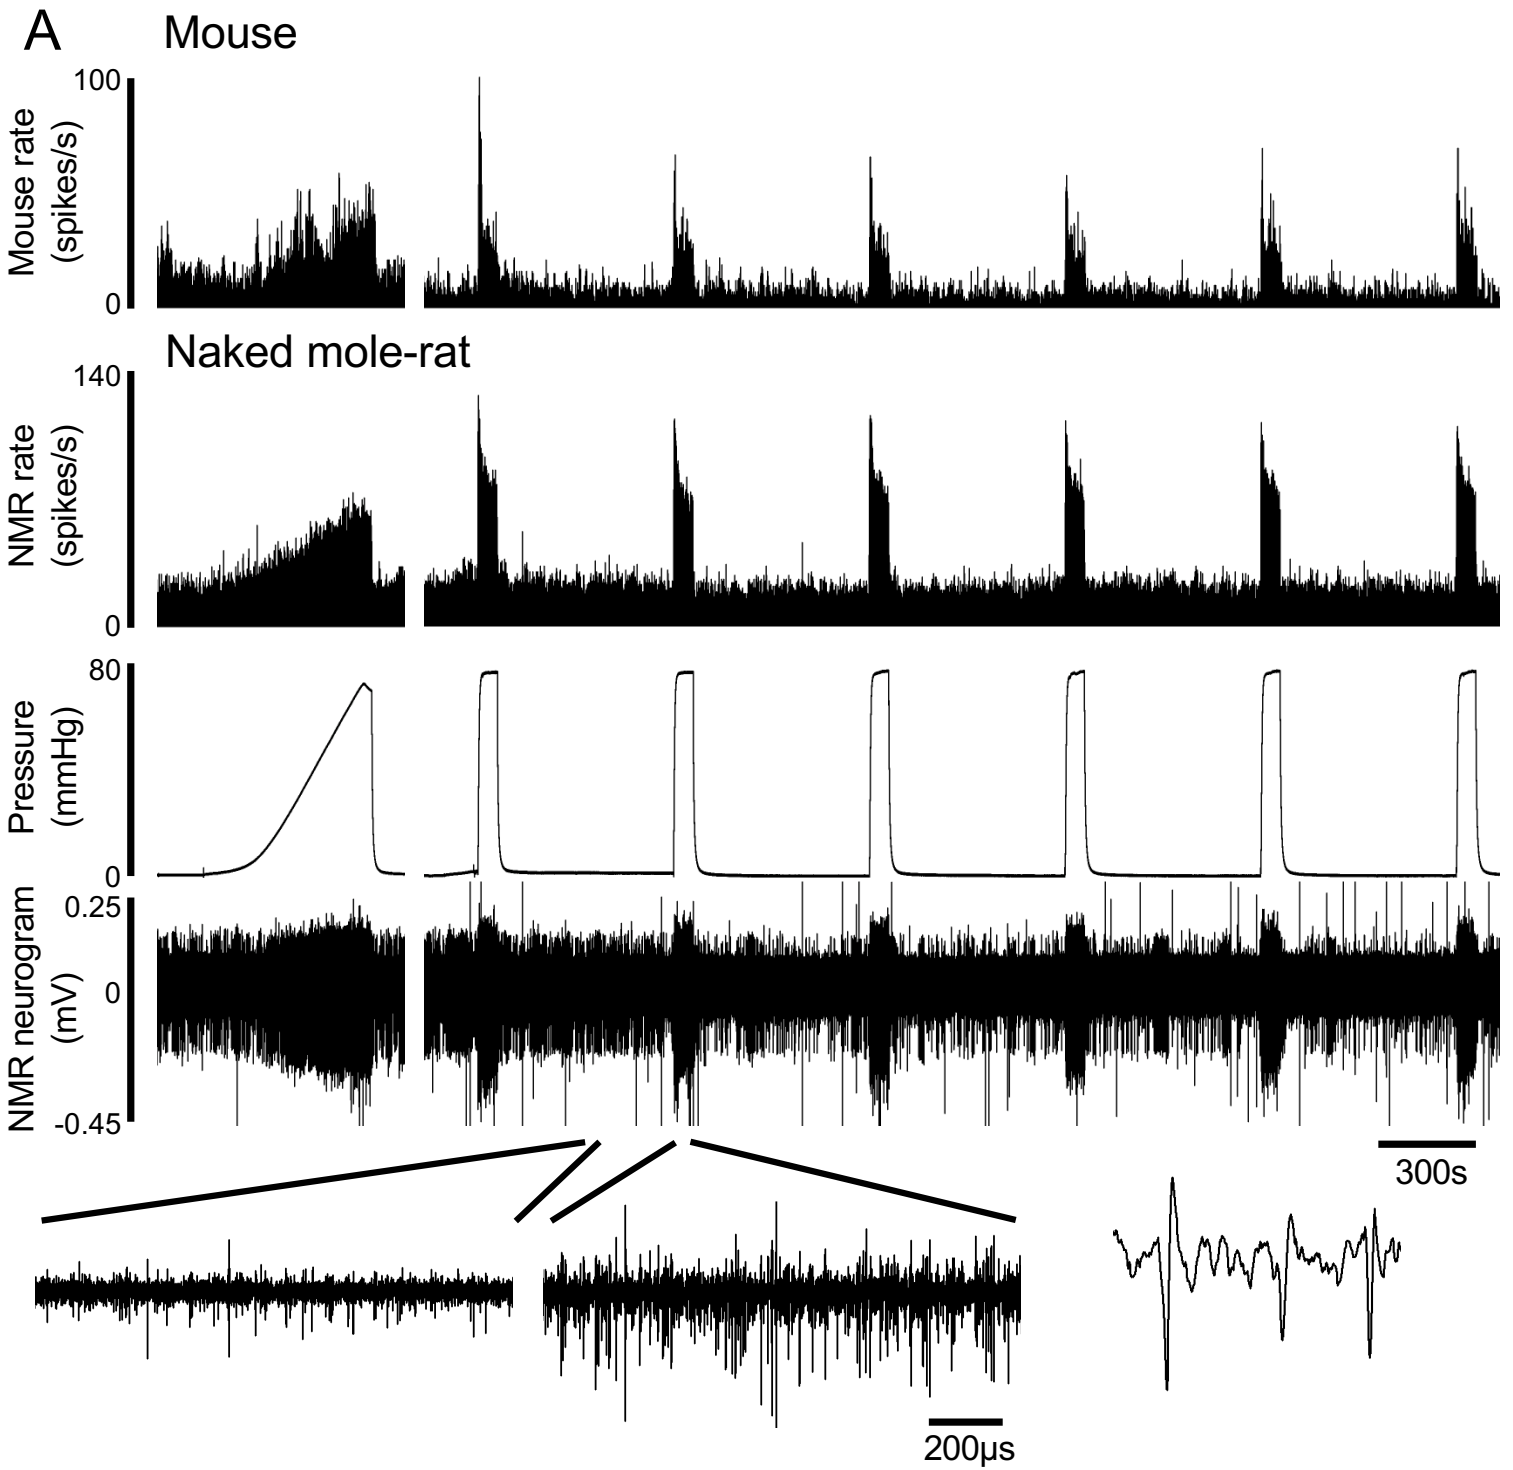 A
Mouse
100
Mouse rate
(spikes/s)
0
Naked mole-rat
140
NMR rate
(spikes/s)
0
80
Pressure
(mmHg)
0
0.25
NMR neurogram
(mV)
0
-0.45
300s
200µs